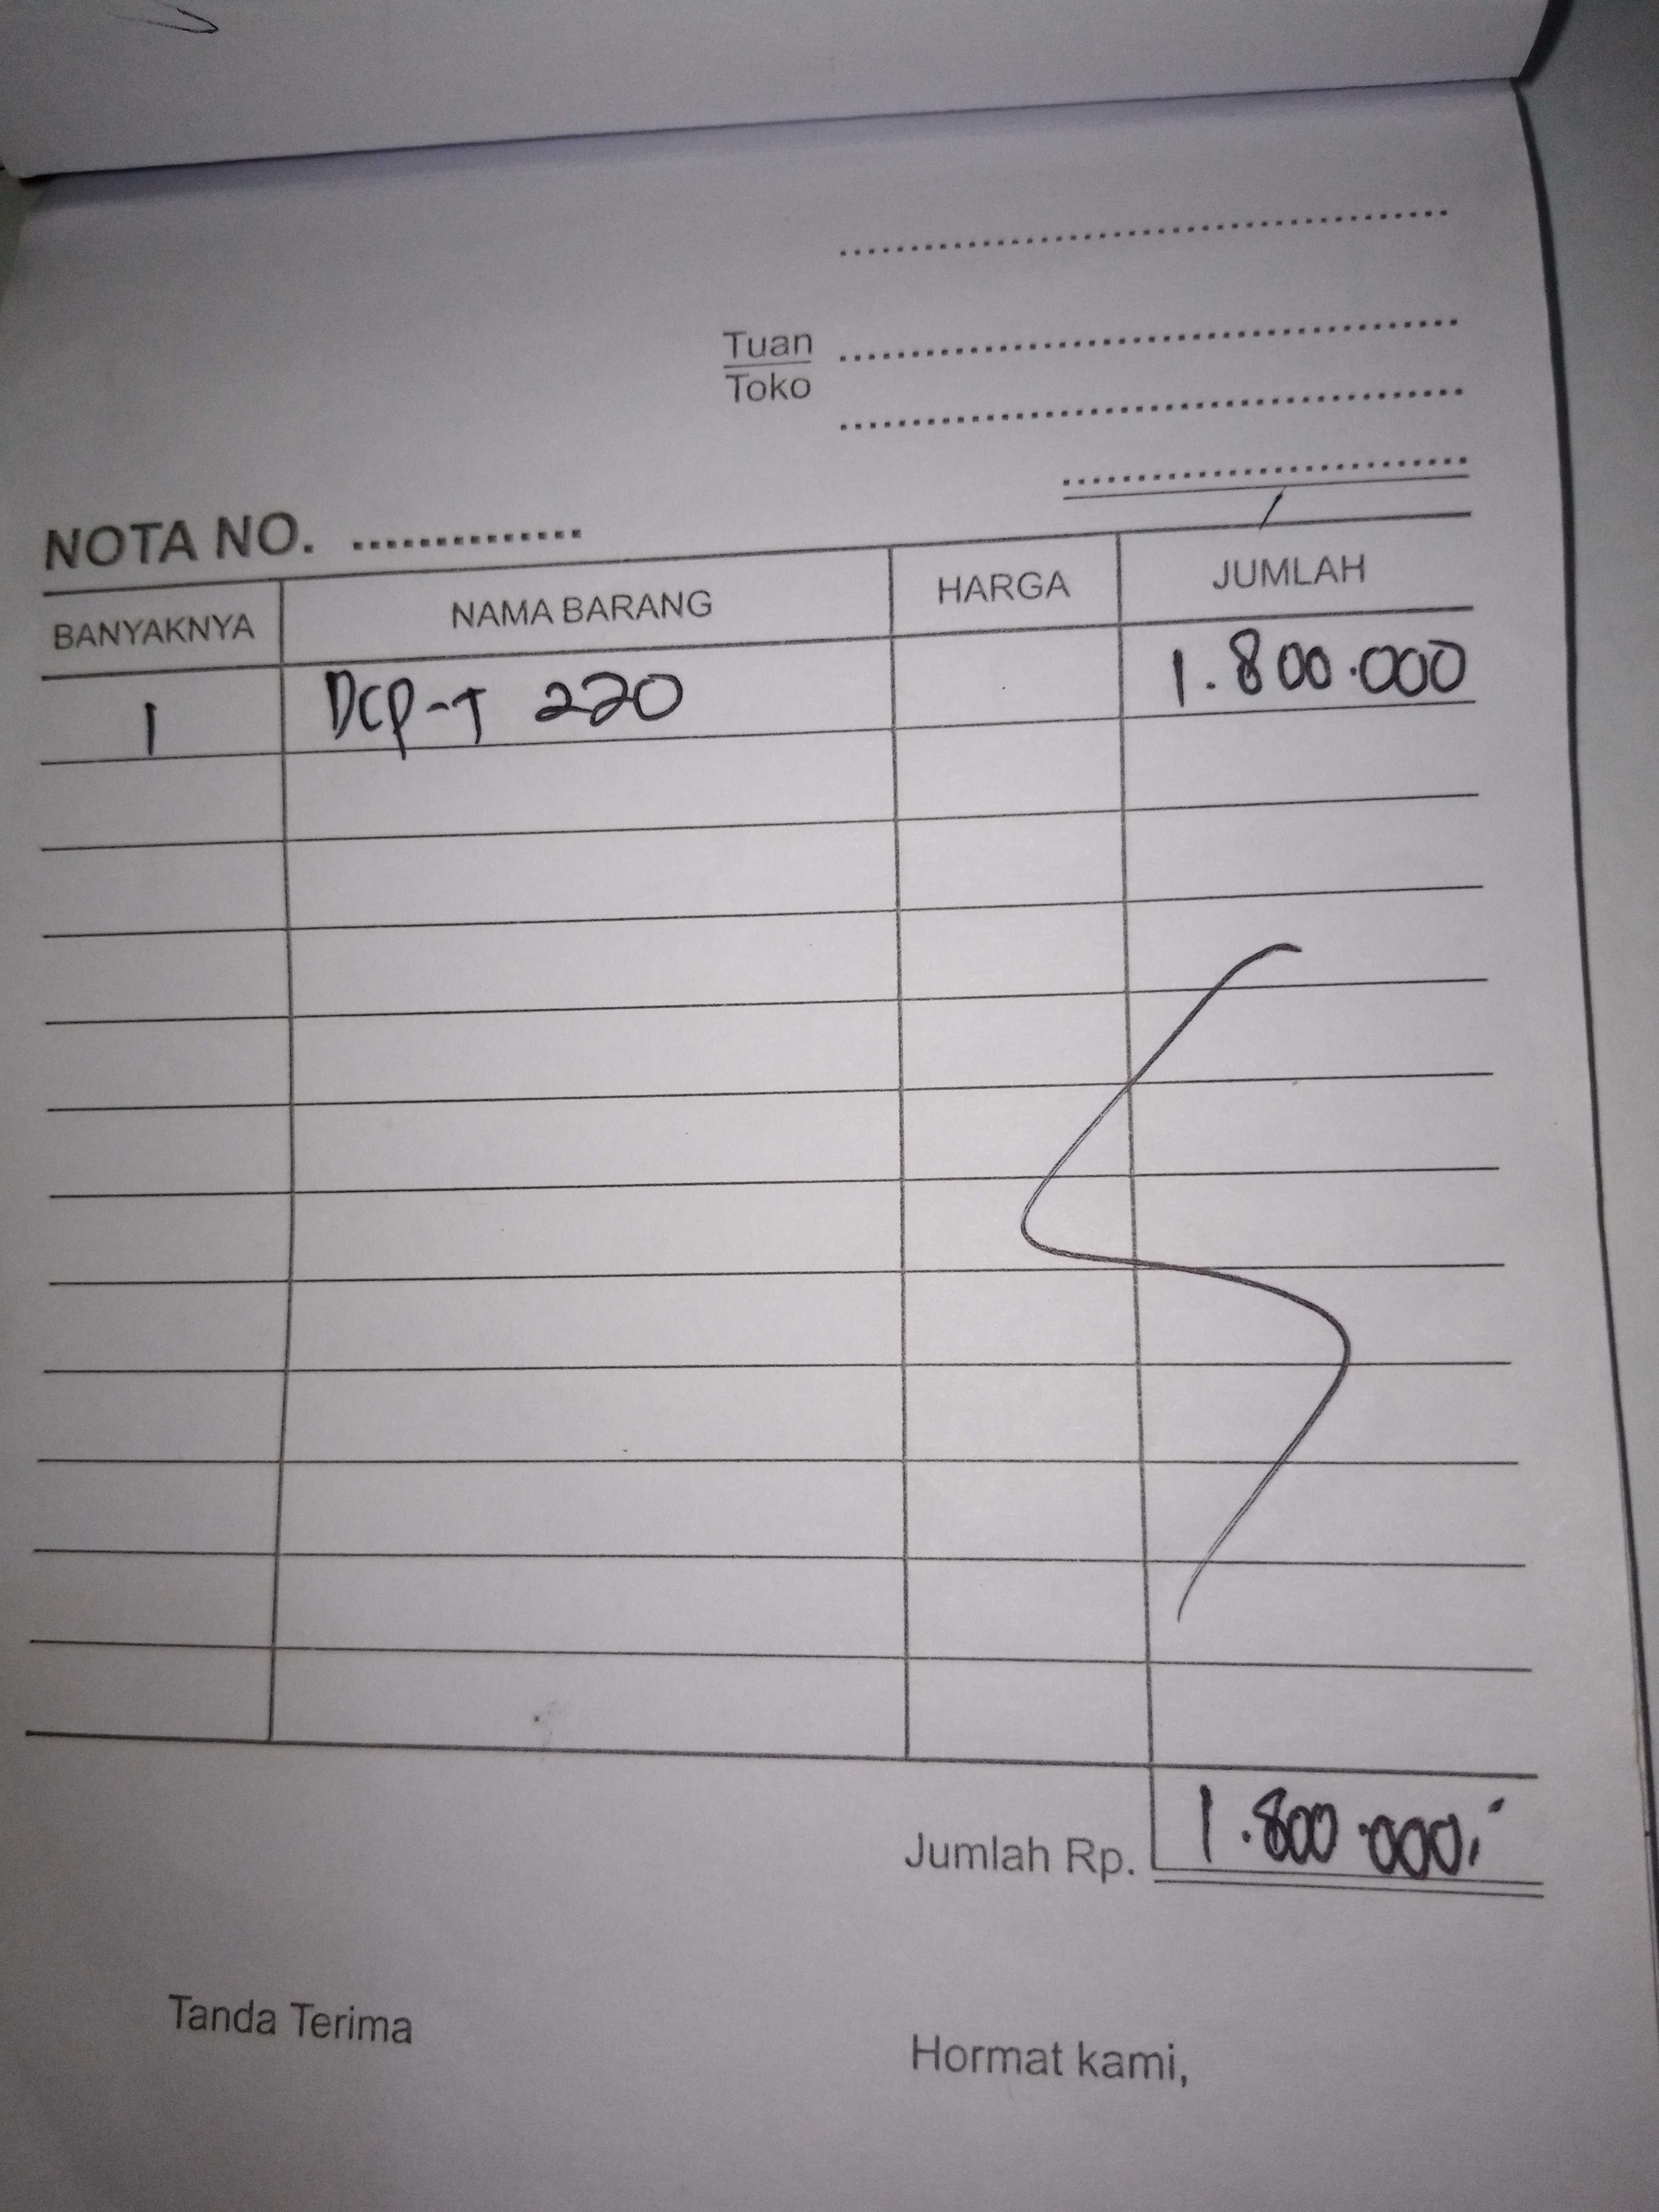 Tuan
Toko
NOTA NO. ..............
BANYAKNYA NAMA BARANG HARGA JUMLAH
1 DCP-T 220 1.800.000
Jumlah Rp. 1.800.000,-
Tanda Terima Hormat kami,